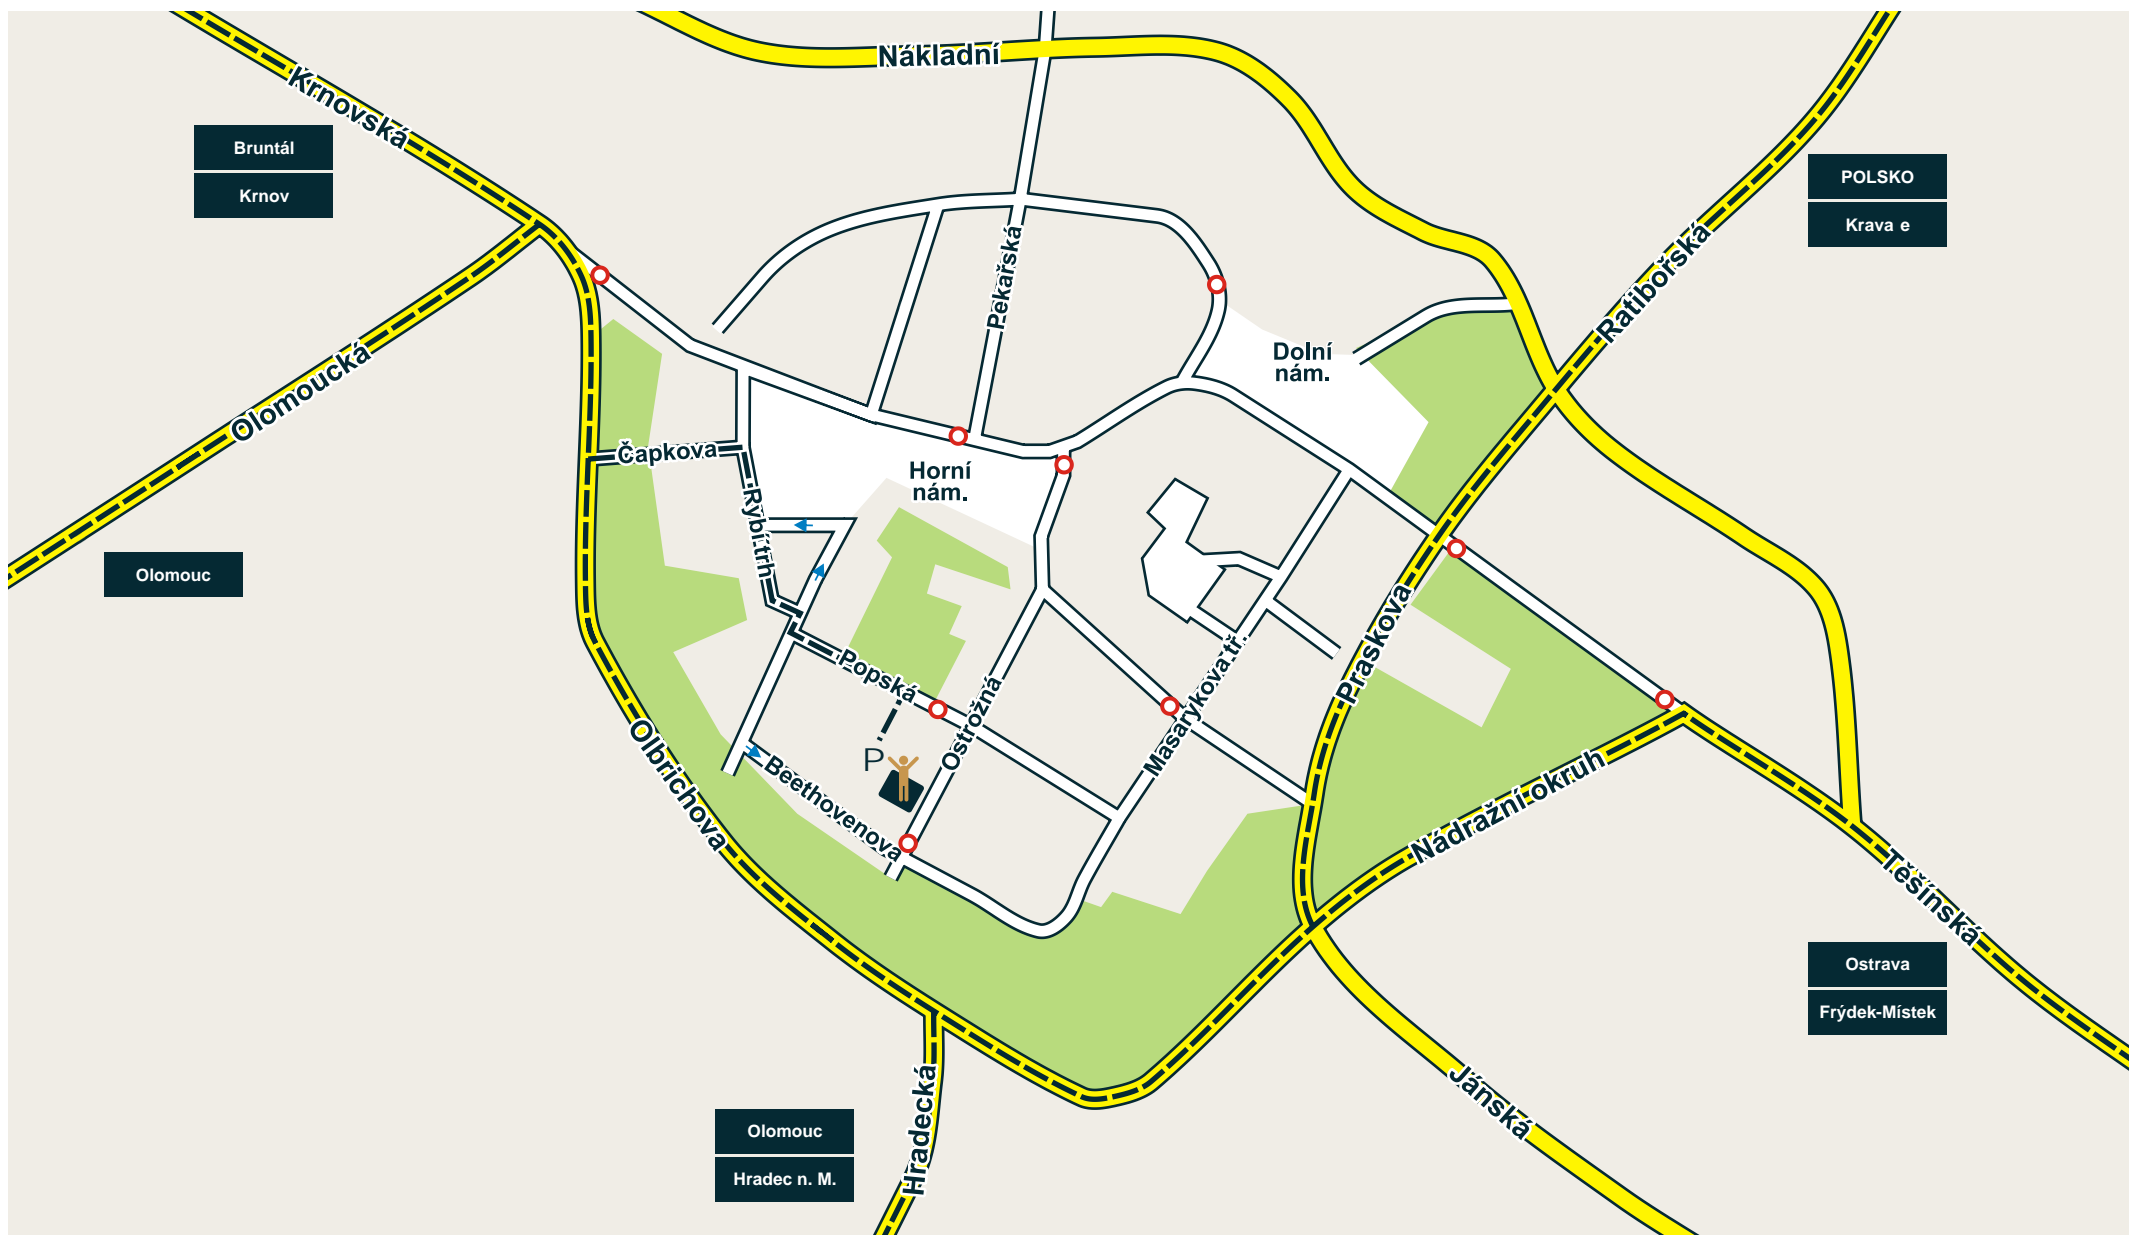 Nákladní
Krnovská
Bruntál
Krnov
POLSKO
Krava e
Ratibořská
Pekařská
Dolní
nám.
Olomoucká
Čapkova
Horní
nám.
Rybí trh
Olomouc
Praskova
Popská
Ostrožná
Masarykova tř.
P
Olbrichova
Beethovenova
Nádražní okruh
Těšínská
Ostrava
Frýdek-Místek
Jánská
Hradecká
Olomouc
Hradec n. M.